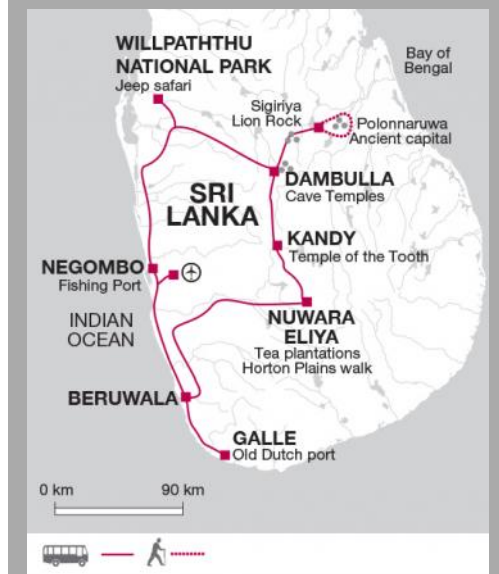 WILLPATHTHU
NATIONAL PARK
Jeep safari
Bay of
Bengal
Sigiriya
Lion Rock
Polonnaruwa
Ancient capital
DAMBULLA
Cave Temples
SRI
LANKA
KANDY
Temple of the Tooth
NEGOMBO
Fishing Port
INDIAN
OCEAN
NUWARA
ELIYA
Tea plantations
Horton Plains walk
BERUWALA
GALLE
Old Dutch port
0 km 90 km